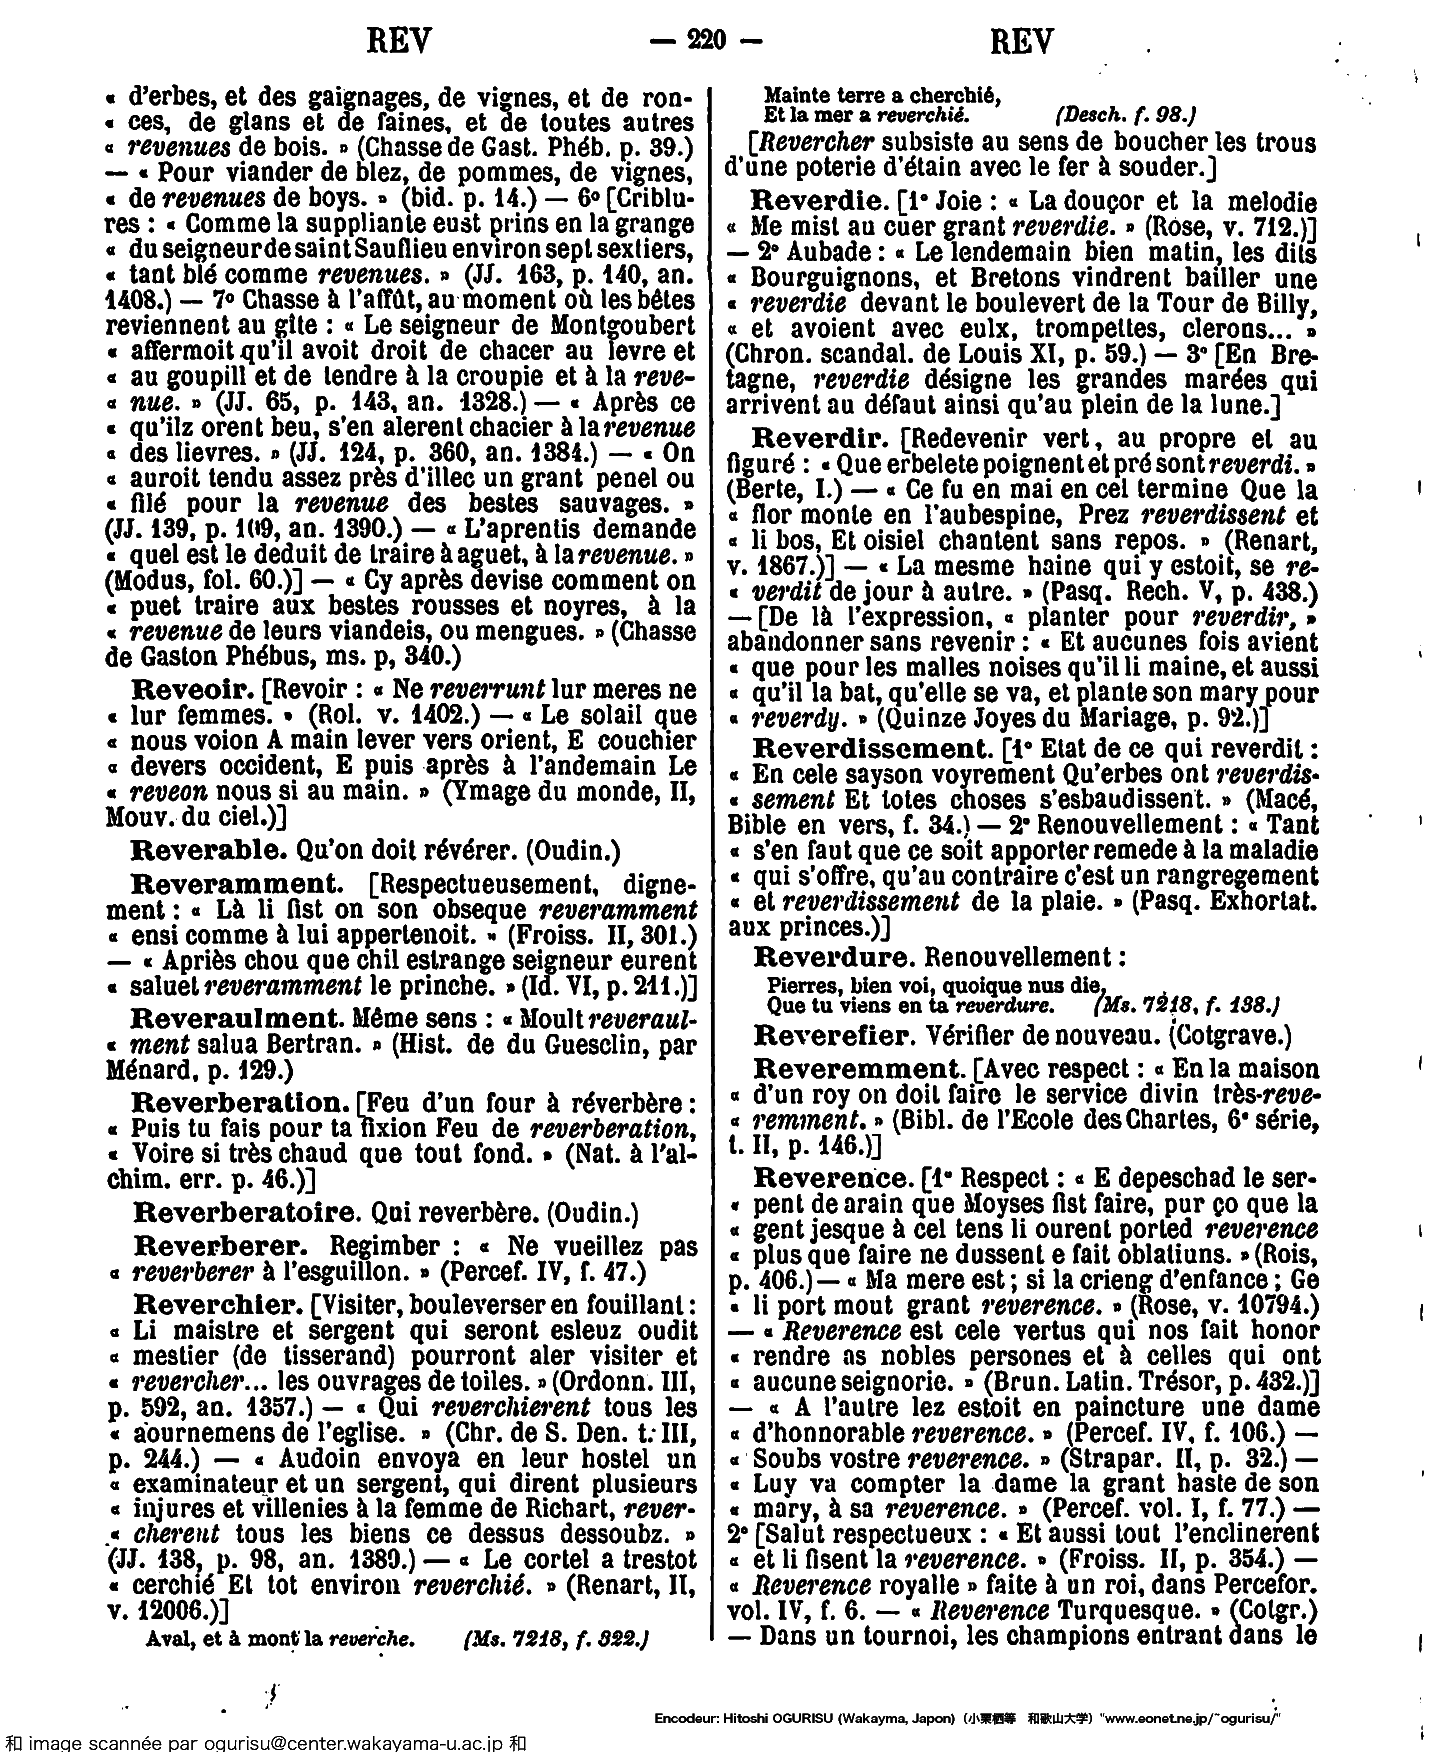 REV
— 220 —
REV
« d'erbes, et des gaignages, de vignes, et de ron-
« ces, de glans et de faines, et de toutes autres
« revenues de bois. » (Chasse de Gast. Phéb. p. 39.)
— « Pour viander de blez, de pommes, de vignes,
« de revenues de boys. » (bid. p. 14.) — 6º [Criblu-
res : « Comme la suppliante eust prins en la grange
« du seigneur de saint Sauflieu environ sept sextiers,
« tant blé comme revenues. » (JJ. 163, p. 140, an.
1408.) — 7º Chasse à l'affût, au moment où les bêtes
reviennent au gîte : « Le seigneur de Montgoubert
« affermoit qu'il avoit droit de chacer au levre et
« au goupill et de tendre à la croupie et à la reve-
« nue. » (JJ. 65, p. 143, an. 1328.) — « Après ce
« qu'ilz orent beu, s'en alerent chacier à la revenue
« des lievres. » (JJ. 124, p. 360, an. 1384.) — « On
« auroit tendu assez près d'illec un grant penel ou
« filé pour la revenue des bestes sauvages. »
(JJ. 139, p. 109, an. 1390.) — « L'aprentis demande
« quel est le deduit de traire à aguet, à la revenue. »
(Modus, fol. 60.)] — « Cy après devise comment on
« puet traire aux bestes rousses et noyres, à la
« revenue de leurs viandeis, ou mengues. » (Chasse
de Gaston Phébus, ms. p, 340.)
Reveoir. [Revoir : « Ne reverrunt lur meres ne
« lur femmes. » (Rol. v. 1402.) — « Le solail que
« nous voion A main lever vers orient, E couchier
« devers occident, E puis après à l'andemain Le
« reveon nous si au main. » (Ymage du monde, II,
Mouv. du ciel.)]
Reverable. Qu'on doit révérer. (Oudin.)
Reveramment. [Respectueusement, digne-
ment : « Là li fist on son obseque reveramment
« ensi comme à lui appertenoit. » (Froiss. II, 301.)
— « Apriès chou que chil estrange seigneur eurent
« saluet reveramment le prinche. » (Id. VI, p. 211.)]
Reveraulment. Même sens : « Moult reveraul-
« ment salua Bertran. » (Hist. de du Guesclin, par
Ménard, p. 129.)
Reverberation. [Feu d'un four à réverbère :
« Puis tu fais pour ta fixion Feu de reverberation,
« Voire si très chaud que tout fond. » (Nat. à l'al-
chim. err. p. 46.)]
Reverberatoire. Qui reverbère. (Oudin.)
Reverberer. Regimber : « Ne vueillez pas
« reverberer à l'esguillon. » (Percef. IV, f. 47.)
Reverchier. [Visiter, bouleverser en fouillant :
« Li maistre et sergent qui seront esleuz oudit
« mestier (de tisserand) pourront aler visiter et
« revercher... les ouvrages de toiles. » (Ordonn. III,
p. 592, an. 1357.) — « Qui reverchierent tous les
« aournemens de l'eglise. » (Chr. de S. Den. t. III,
p. 244.) — « Audoin envoya en leur hostel un
« examinateur et un sergent, qui dirent plusieurs
« injures et villenies à la femme de Richart, rever-
« cherent tous les biens ce dessus dessoubz. »
(JJ. 138, p. 98, an. 1389.) — « Le cortel a trestot
« cerchié Et tot environ reverchié. » (Renart, II,
v. 12006.)]
Aval, et à mont la reverche. (Ms. 7218, f. 322.)
Mainte terre a cherchié,
Et la mer a reverchié. (Desch. f. 98.)
[Revercher subsiste au sens de boucher les trous
d'une poterie d'étain avec le fer à souder.]
Reverdie. [1º Joie : « La douçor et la melodie
« Me mist au cuer grant reverdie. » (Rose, v. 712.)]
— 2º Aubade : « Le lendemain bien matin, les dits
« Bourguignons, et Bretons vindrent bailler une
« reverdie devant le boulevert de la Tour de Billy,
« et avoient avec eulx, trompettes, clerons... »
(Chron. scandal. de Louis XI, p. 59.) — 3º [En Bre-
tagne, reverdie désigne les grandes marées qui
arrivent au défaut ainsi qu'au plein de la lune.]
Reverdir. [Redevenir vert, au propre et au
figuré : « Que erbelete poignent et pré sont reverdi. »
(Berte, I.) — « Ce fu en mai en cel termine Que la
« flor monte en l'aubespine, Prez reverdissent et
« li bos, Et oisiel chantent sans repos. » (Renart,
v. 1867.)] — « La mesme haine qui y estoit, se re-
« verdit de jour à autre. » (Pasq. Rech. V, p. 438.)
— [De là l'expression, « planter pour reverdir, »
abandonner sans revenir : « Et aucunes fois avient
« que pour les malles noises qu'il li maine, et aussi
« qu'il la bat, qu'elle se va, et plante son mary pour
« reverdy. » (Quinze Joyes du Mariage, p. 92.)]
Reverdissement. [1º Etat de ce qui reverdit :
« En cele sayson voyrement Qu'erbes ont reverdis-
« sement Et totes choses s'esbaudissent. » (Macé,
Bible en vers, f. 34.) — 2º Renouvellement : « Tant
« s'en faut que ce soit apporter remede à la maladie
« qui s'offre, qu'au contraire c'est un rangregement
« et reverdissement de la plaie. » (Pasq. Exhortat.
aux princes.)]
Reverdure. Renouvellement :
Pierres, bien voi, quoique nus die,
Que tu viens en ta reverdure. (Ms. 7218, f. 138.)
Reverefier. Vérifier de nouveau. (Cotgrave.)
Reveremment. [Avec respect : « En la maison
« d'un roy on doit faire le service divin très-reve-
« remment. » (Bibl. de l'Ecole des Chartes, 6e série,
t. II, p. 146.)]
Reverence. [1º Respect : « E depeschad le ser-
« pent de arain que Moyses fist faire, pur ço que la
« gent jesque à cel tens li ourent ported reverence
« plus que faire ne dussent e fait oblatiuns. » (Rois,
p. 406.) — « Ma mere est ; si la crieng d'enfance ; Ge
« li port mout grant reverence. » (Rose, v. 10794.)
— « Reverence est cele vertus qui nos fait honor
« rendre as nobles persones et à celles qui ont
« aucune seignorie. » (Brun. Latin. Trésor, p. 432.)]
— « A l'autre lez estoit en paincture une dame
« d'honnorable reverence. » (Percef. IV, f. 106.) —
« Soubs vostre reverence. » (Strapar. II, p. 32.) —
« Luy va compter la dame la grant haste de son
« mary, à sa reverence. » (Percef. vol. I, f. 77.) —
2º [Salut respectueux : « Et aussi tout l'enclinerent
« et li fisent la reverence. » (Froiss. II, p. 354.) —
« Reverence royalle » faite à un roi, dans Percefor.
vol. IV, f. 6. — « Reverence Turquesque. » (Cotgr.)
— Dans un tournoi, les champions entrant dans le
Encodeur: Hitoshi OGURISU (Wakayma, Japon) (小栗栖等 和歌山大学) "www.eonet.ne.jp/~ogurisu/"
和 image scannée par ogurisu@center.wakayama-u.ac.jp 和